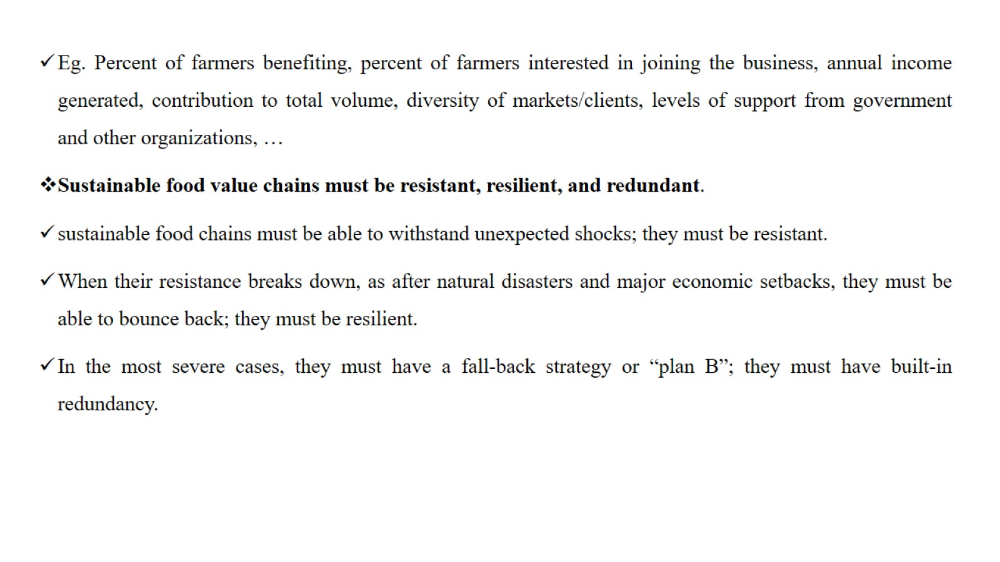 ✓Eg. Percent of farmers benefiting, percent of farmers interested in joining the business, annual income
generated, contribution to total volume, diversity of markets/clients, levels of support from government
and other organizations, …
❖Sustainable food value chains must be resistant, resilient, and redundant.
✓sustainable food chains must be able to withstand unexpected shocks; they must be resistant.
✓When their resistance breaks down, as after natural disasters and major economic setbacks, they must be
able to bounce back; they must be resilient.
✓In the most severe cases, they must have a fall-back strategy or “plan B”; they must have built-in
redundancy.